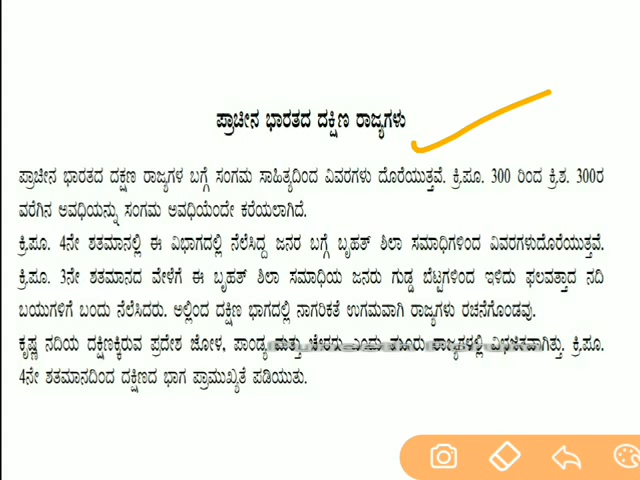 ಪ್ರಾಚೀನ ಭಾರತದ ದಕ್ಷಿಣ ರಾಜ್ಯಗಳು
ಪ್ರಾಚೀನ ಭಾರತದ ದಕ್ಷಣ ರಾಜ್ಯಗಳ ಬಗ್ಗೆ ಸಂಗಮ ಸಾಹಿತ್ಯದಿಂದ ವಿವರಗಳು ದೊರೆಯುತ್ತವೆ. ಕ್ರಿ.ಪೂ. 300 ರಿಂದ ಕ್ರಿ.ಶ. 300ರ
ವರೆಗಿನ ಅವಧಿಯನ್ನು ಸಂಗಮ ಅವಧಿಯೆಂದೇ ಕರೆಯಲಾಗಿದೆ.
ಕ್ರಿ.ಪೂ. 4ನೇ ಶತಮಾನಲ್ಲಿ ಈ ವಿಭಾಗದಲ್ಲಿ ನೆಲೆಸಿದ್ದ ಜನರ ಬಗ್ಗೆ ಬೃಹತ್ ಶಿಲಾ ಸಮಾಧಿಗಳಿಂದ ವಿವರಗಳುದೊರೆಯುತ್ತವೆ.
ಕ್ರಿ.ಪೂ. 3ನೇ ಶತಮಾನದ ವೇಳೆಗೆ ಈ ಬೃಹತ್ ಶಿಲಾ ಸಮಾಧಿಯ ಜನರು ಗುಡ್ಡ ಬೆಟ್ಟಗಳಿಂದ ಇಳಿದು ಫಲವತ್ತಾದ ನದಿ
ಬಯುಗಳಿಗೆ ಬಂದು ನೆಲೆಸಿದರು. ಅಲ್ಲಿಂದ ದಕ್ಷಿಣ ಭಾಗದಲ್ಲಿ ನಾಗರಿಕತೆ ಉಗಮವಾಗಿ ರಾಜ್ಯಗಳು ರಚನೆಗೊಂಡವು.
ಕೃಷ್ಣ ನದಿಯ ದಕ್ಷಿಣಕ್ಕಿರುವ ಪ್ರದೇಶ ಚೋಳ, ಪಾಂಡ್ಯ ಮತ್ತು ಚೇರರು ಎಂಬ ಮೂರು ರಾಜ್ಯಗಳಲ್ಲಿ ವಿಭಜಿತವಾಗಿತ್ತು. ಕ್ರಿ.ಪೂ.
4ನೇ ಶತಮಾನದಿಂದ ದಕ್ಷಿಣದ ಭಾಗ ಪ್ರಾಮುಖ್ಯತೆ ಪಡಿಯುತು.